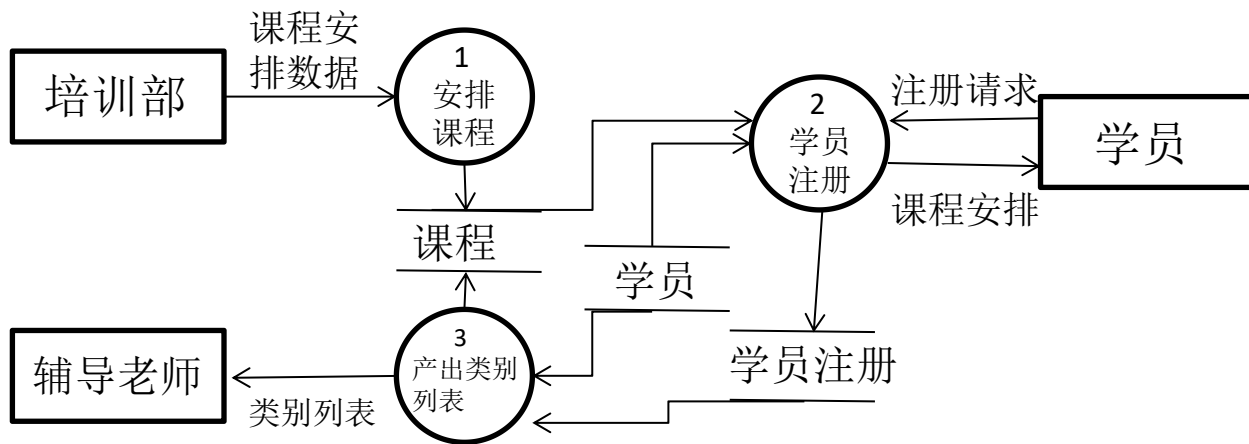 课程安
排数据
培训部
1
安排
课程
2
学员
注册
注册请求
学员
课程安排
课程
学员
学员注册
辅导老师
类别列表
3
产出类别
列表